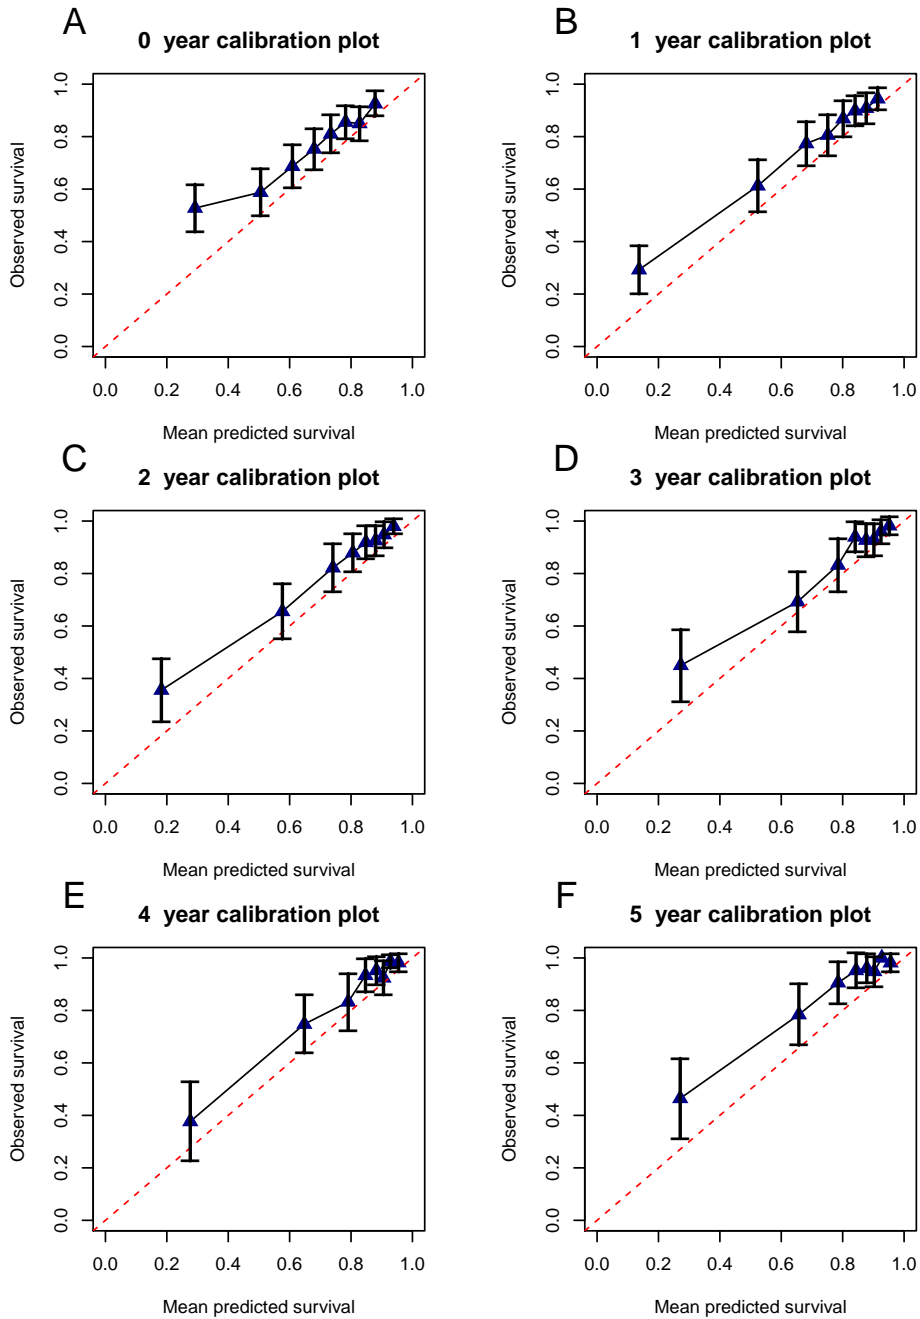 A
0 year calibration plot
Observed survival
0.0 0.2 0.4 0.6 0.8 1.0
0.0 0.2 0.4 0.6 0.8 1.0
Mean predicted survival
B
1 year calibration plot
Observed survival
0.0 0.2 0.4 0.6 0.8 1.0
0.0 0.2 0.4 0.6 0.8 1.0
Mean predicted survival
C
2 year calibration plot
Observed survival
0.0 0.2 0.4 0.6 0.8 1.0
0.0 0.2 0.4 0.6 0.8 1.0
Mean predicted survival
D
3 year calibration plot
Observed survival
0.0 0.2 0.4 0.6 0.8 1.0
0.0 0.2 0.4 0.6 0.8 1.0
Mean predicted survival
E
4 year calibration plot
Observed survival
0.0 0.2 0.4 0.6 0.8 1.0
0.0 0.2 0.4 0.6 0.8 1.0
Mean predicted survival
F
5 year calibration plot
Observed survival
0.0 0.2 0.4 0.6 0.8 1.0
0.0 0.2 0.4 0.6 0.8 1.0
Mean predicted survival